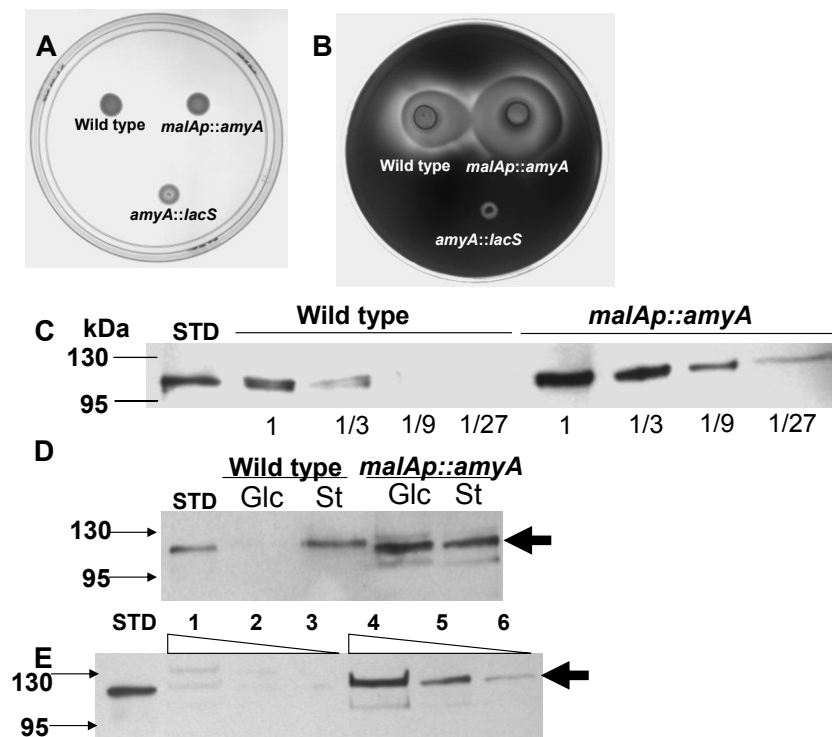 A
Wild type malAp::amyA
amyA::lacS
B
Wild type malAp::amyA
amyA::lacS
C kDa STD Wild type malAp::amyA
130
95
1 1/3 1/9 1/27 1 1/3 1/9 1/27
D
Wild type malAp::amyA
STD Glc St Glc St
130
95
STD 1 2 3 4 5 6
E
130
95